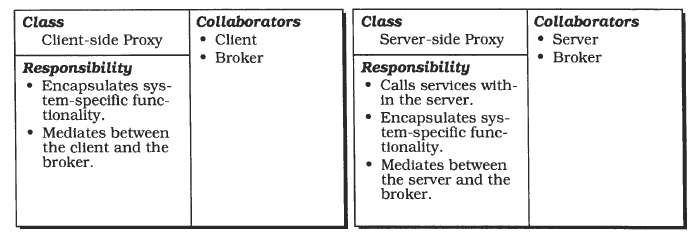 Class
Client-side Proxy
Collaborators
• Client
• Broker
Responsibility
• Encapsulates sys-
tem-specific func-
tionality.
• Mediates between
the client and the
broker.
Class
Server-side Proxy
Collaborators
• Server
• Broker
Responsibility
• Calls services with-
in the server.
• Encapsulates sys-
tem-specific func-
tionality.
• Mediates between
the server and the
broker.